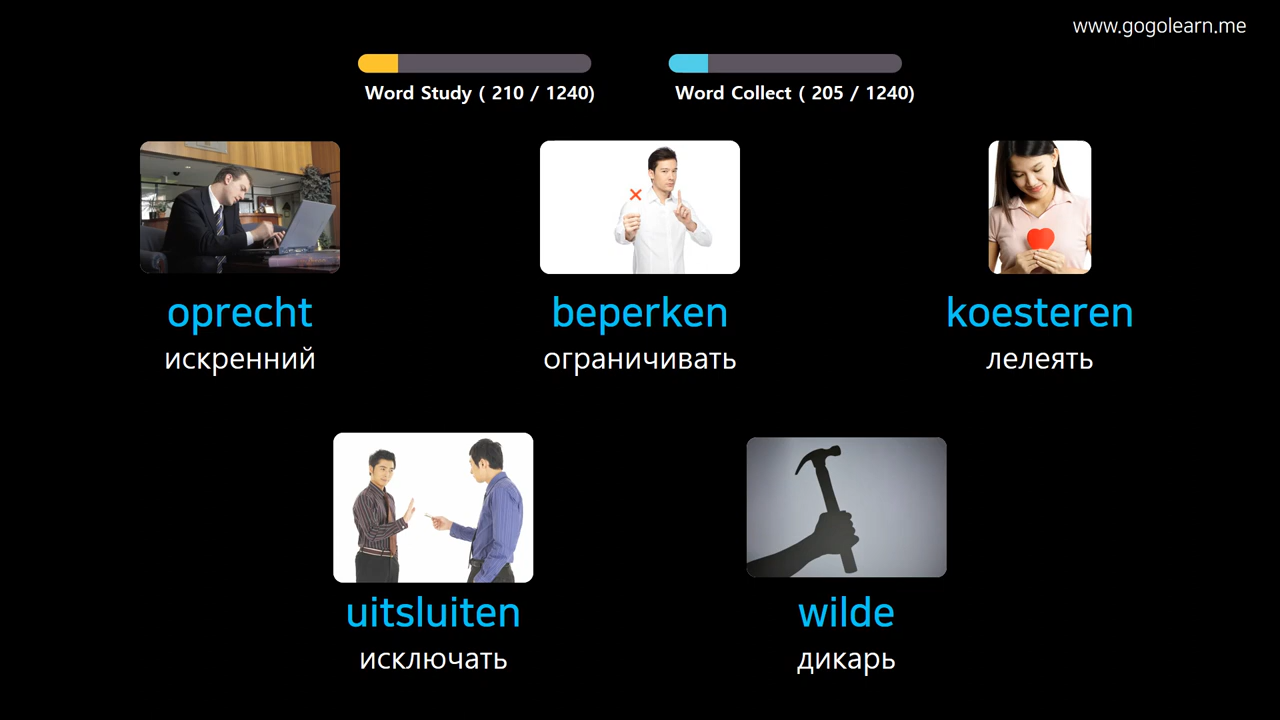 www.gogolearn.me
Word Study ( 210 / 1240)
Word Collect ( 205 / 1240)
oprecht
искренний
beperken
ограничивать
koesteren
лелеять
uitsluiten
исключать
wilde
дикарь